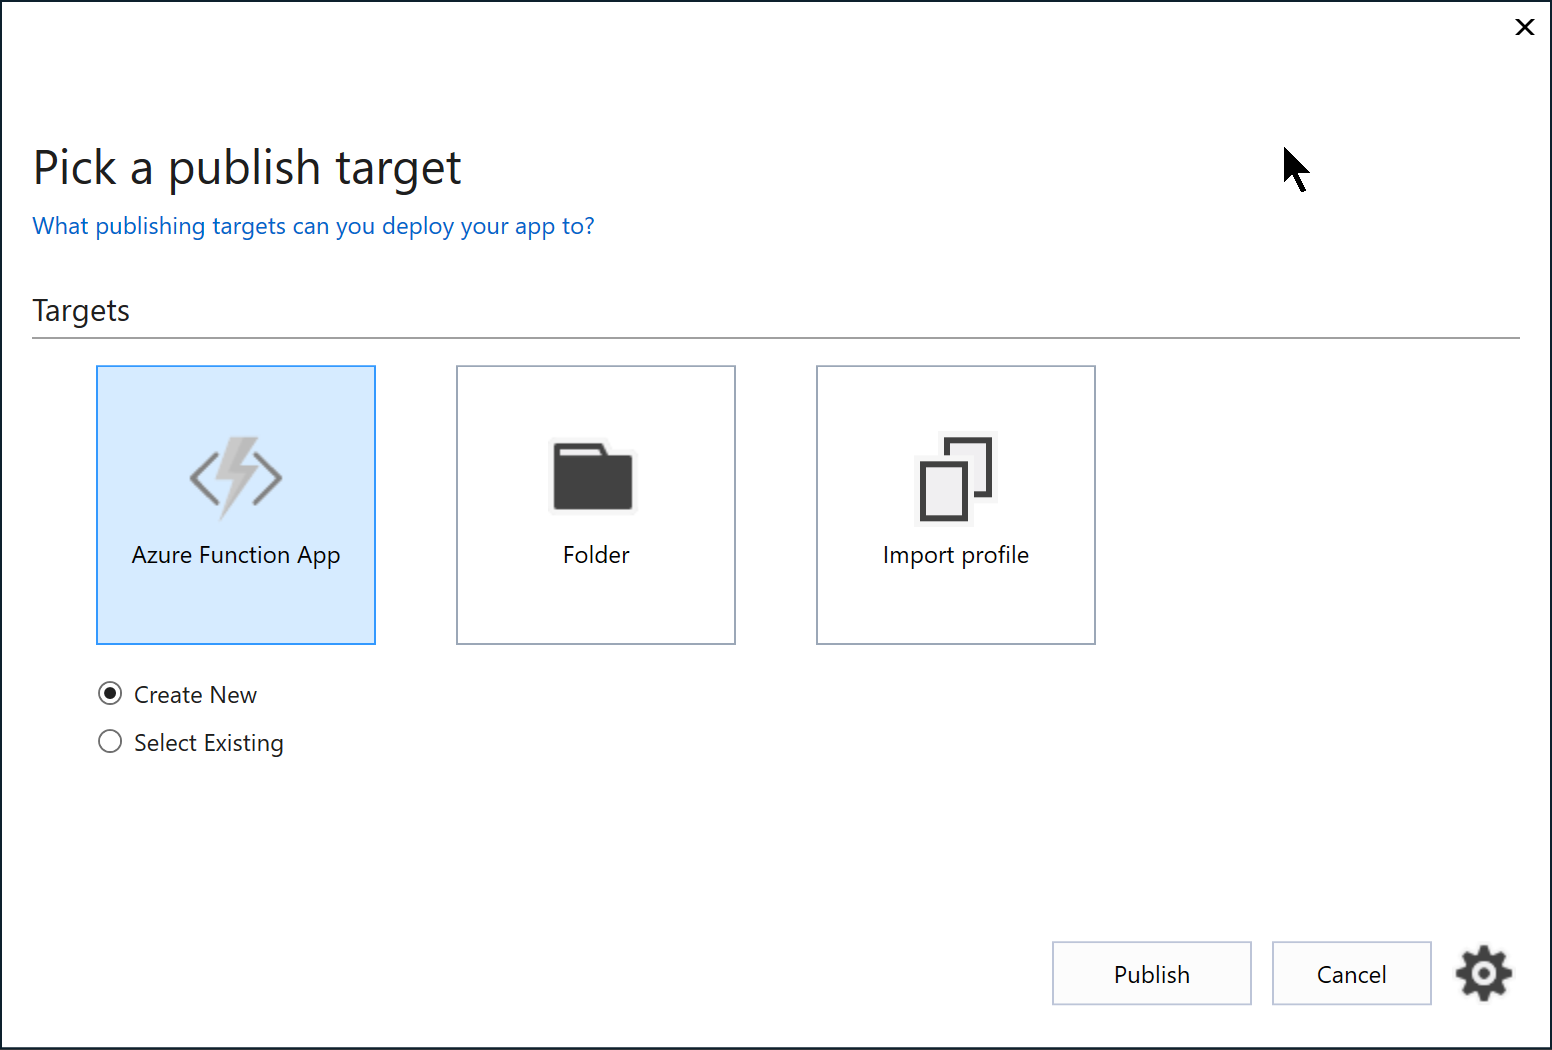 Pick a publish target
What publishing targets can you deploy your app to?
Targets
Azure Function App
Folder
Import profile
Create New
Select Existing
Publish
Cancel